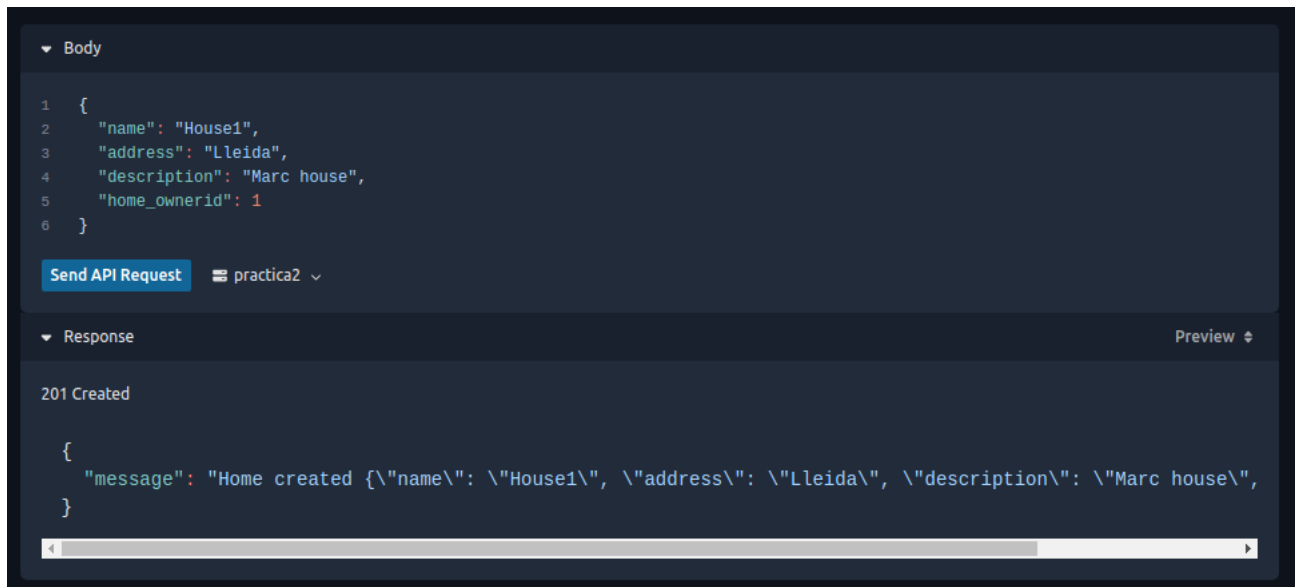 Body
1 {
2 "name": "House1",
3 "address": "Lleida",
4 "description": "Marc house",
5 "home_ownerid": 1
6 }
Send API Request practica2
Response Preview
201 Created
{
"message": "Home created {\"name\": \"House1\", \"address\": \"Lleida\", \"description\": \"Marc house\",
}